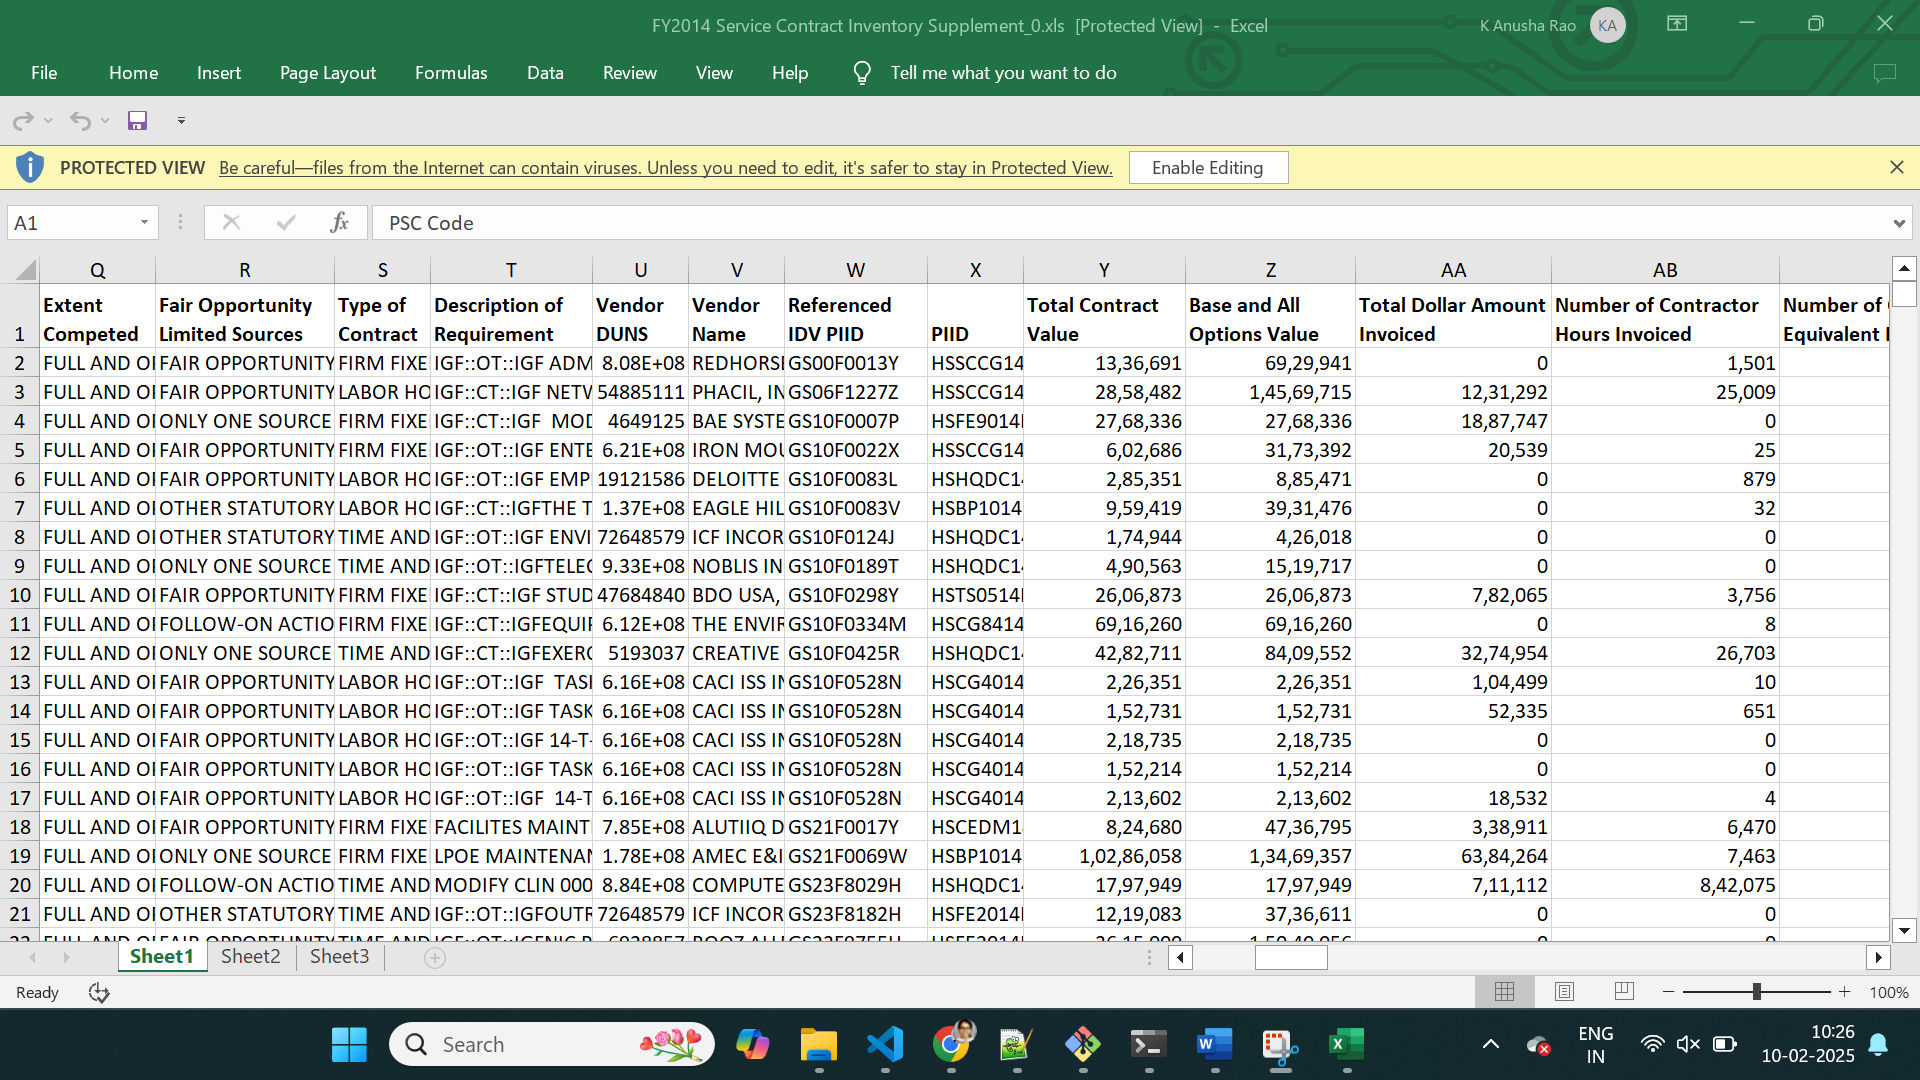 FY2014 Service Contract Inventory Supplement_0.xls [Protected View] - Excel
K Anusha Rao KA
File Home Insert Page Layout Formulas Data Review View Help Tell me what you want to do
PROTECTED VIEW Be careful—files from the Internet can contain viruses. Unless you need to edit, it's safer to stay in Protected View. Enable Editing
A1 fx PSC Code
Q R S T U V W X Y Z AA AB
1 Extent Competed Fair Opportunity Limited Sources Type of Contract Description of Requirement Vendor DUNS Vendor Name Referenced IDV PIID PIID Total Contract Value Base and All Options Value Total Dollar Amount Invoiced Number of Contractor Hours Invoiced Number of Equivalent
2 FULL AND OI FAIR OPPORTUNITY FIRM FIXE IGF::OT::IGF ADM 8.08E+08 REDHORSI GS00F0013Y HSSCCG14 13,36,691 69,29,941 0 1,501
3 FULL AND OI FAIR OPPORTUNITY LABOR HO IGF::CT::IGF NETW 54885111 PHACIL, IN GS06F1227Z HSSCCG14 28,58,482 1,45,69,715 12,31,292 25,009
4 FULL AND OI ONLY ONE SOURCE FIRM FIXE IGF::CT::IGF MOD 4649125 BAE SYSTE GS10F0007P HSFE9014 27,68,336 27,68,336 18,87,747 0
5 FULL AND OI FAIR OPPORTUNITY FIRM FIXE IGF::OT::IGF ENTE 6.21E+08 IRON MOU GS10F0022X HSSCCG14 6,02,686 31,73,392 20,539 25
6 FULL AND OI FAIR OPPORTUNITY LABOR HO IGF::OT::IGF EMP 19121586 DELOITTE GS10F0083L HSHQDC14 2,85,351 8,85,471 0 879
7 FULL AND OI OTHER STATUTORY LABOR HO IGF::CT::IGFTHE T 1.37E+08 EAGLE HIL GS10F0083V HSBP1014 9,59,419 39,31,476 0 32
8 FULL AND OI OTHER STATUTORY TIME AND IGF::OT::IGF ENVI 72648579 ICF INCOR GS10F0124J HSHQDC14 1,74,944 4,26,018 0 0
9 FULL AND OI ONLY ONE SOURCE TIME AND IGF::OT::IGFTELEC 9.33E+08 NOBLIS IN GS10F0189T HSHQDC14 4,90,563 15,19,717 0 0
10 FULL AND OI FAIR OPPORTUNITY FIRM FIXE IGF::CT::IGF STUD 47684840 BDO USA, GS10F0298Y HSTS0514 26,06,873 26,06,873 7,82,065 3,756
11 FULL AND OI FOLLOW-ON ACTIO FIRM FIXE IGF::CT::IGFEQUIF 6.12E+08 THE ENVIR GS10F0334M HSCG8414 69,16,260 69,16,260 0 8
12 FULL AND OI ONLY ONE SOURCE TIME AND IGF::CT::IGFEXERC 5193037 CREATIVE GS10F0425R HSHQDC14 42,82,711 84,09,552 32,74,954 26,703
13 FULL AND OI FAIR OPPORTUNITY LABOR HO IGF::OT::IGF TASI 6.16E+08 CACI ISS IN GS10F0528N HSCG4014 2,26,351 2,26,351 1,04,499 10
14 FULL AND OI FAIR OPPORTUNITY LABOR HO IGF::OT::IGF TASK 6.16E+08 CACI ISS IN GS10F0528N HSCG4014 1,52,731 1,52,731 52,335 651
15 FULL AND OI FAIR OPPORTUNITY LABOR HO IGF::OT::IGF 14-T- 6.16E+08 CACI ISS IN GS10F0528N HSCG4014 2,18,735 2,18,735 0 0
16 FULL AND OI FAIR OPPORTUNITY LABOR HO IGF::OT::IGF TASK 6.16E+08 CACI ISS IN GS10F0528N HSCG4014 1,52,214 1,52,214 0 0
17 FULL AND OI FAIR OPPORTUNITY LABOR HO IGF::OT::IGF 14-T 6.16E+08 CACI ISS IN GS10F0528N HSCG4014 2,13,602 2,13,602 18,532 4
18 FULL AND OI FAIR OPPORTUNITY FIRM FIXE FACILITES MAINT 7.85E+08 ALUTIIQ D GS21F0017Y HSCEDM1 8,24,680 47,36,795 3,38,911 6,470
19 FULL AND OI ONLY ONE SOURCE FIRM FIXE LPOE MAINTENAN 1.78E+08 AMEC E&I GS21F0069W HSBP1014 1,02,86,058 1,34,69,357 63,84,264 7,463
20 FULL AND OI FOLLOW-ON ACTIO TIME AND MODIFY CLIN 000 8.84E+08 COMPUTE GS23F8029H HSHQDC14 17,97,949 17,97,949 7,11,112 8,42,075
21 FULL AND OI OTHER STATUTORY TIME AND IGF::OT::IGFOUTR 72648579 ICF INCOR GS23F8182H HSFE2014 12,19,083 37,36,611 0 0
Sheet1 Sheet2 Sheet3
Ready 100%
Search
ENG IN
10:26
10-02-2025